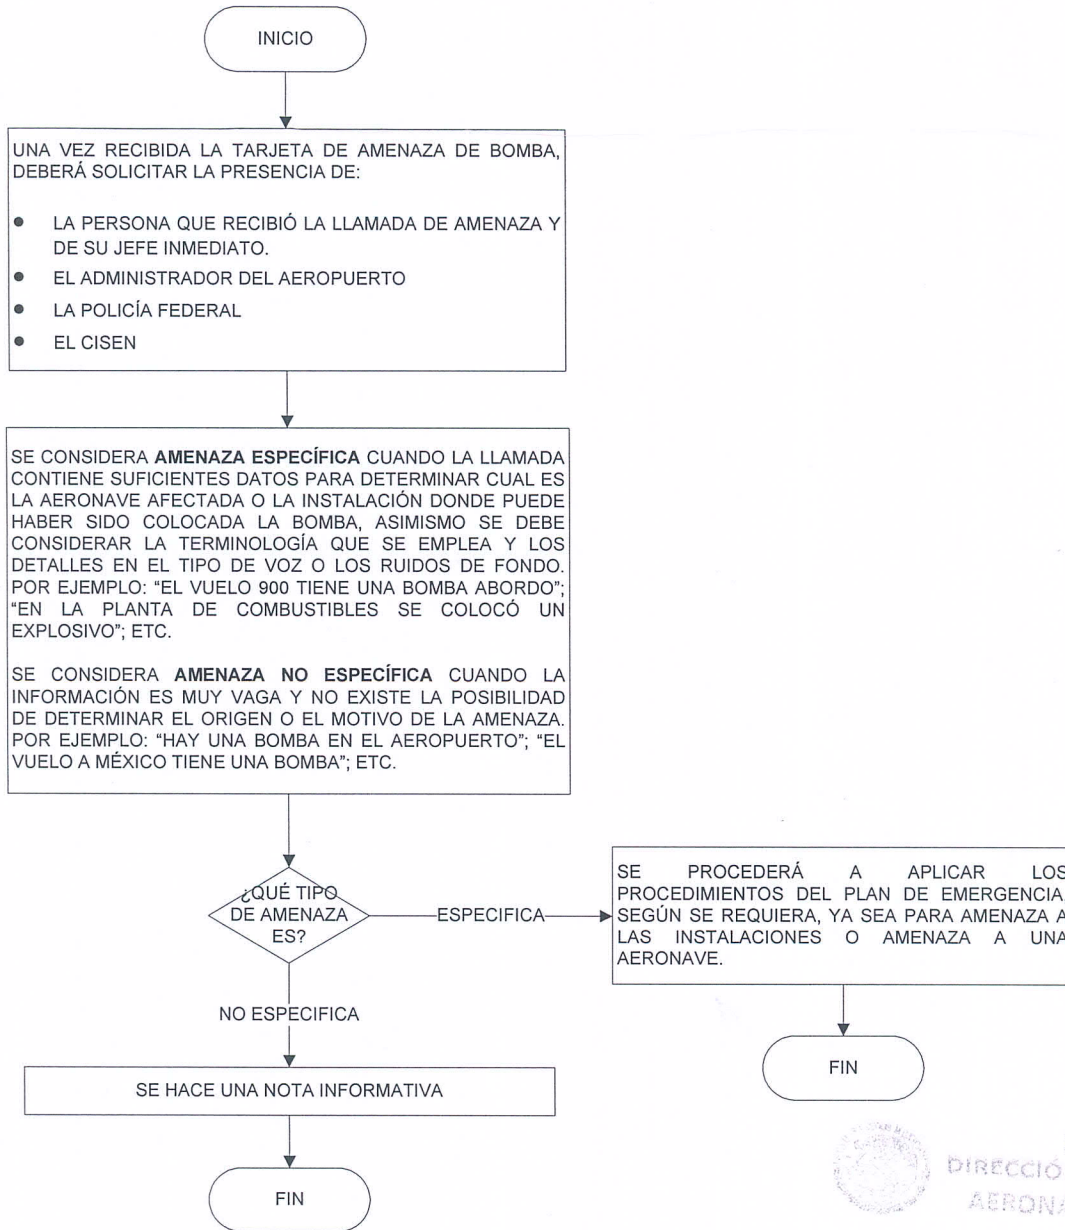 INICIO
UNA VEZ RECIBIDA LA TARJETA DE AMENAZA DE BOMBA,
DEBERÁ SOLICITAR LA PRESENCIA DE:
● LA PERSONA QUE RECIBIÓ LA LLAMADA DE AMENAZA Y
DE SU JEFE INMEDIATO.
● EL ADMINISTRADOR DEL AEROPUERTO
● LA POLICÍA FEDERAL
● EL CISEN
SE CONSIDERA AMENAZA ESPECÍFICA CUANDO LA LLAMADA
CONTIENE SUFICIENTES DATOS PARA DETERMINAR CUAL ES
LA AERONAVE AFECTADA O LA INSTALACIÓN DONDE PUEDE
HABER SIDO COLOCADA LA BOMBA, ASIMISMO SE DEBE
CONSIDERAR LA TERMINOLOGÍA QUE SE EMPLEA Y LOS
DETALLES EN EL TIPO DE VOZ O LOS RUIDOS DE FONDO.
POR EJEMPLO: “EL VUELO 900 TIENE UNA BOMBA ABORDO”;
“EN LA PLANTA DE COMBUSTIBLES SE COLOCÓ UN
EXPLOSIVO”; ETC.
SE CONSIDERA AMENAZA NO ESPECÍFICA CUANDO LA
INFORMACIÓN ES MUY VAGA Y NO EXISTE LA POSIBILIDAD
DE DETERMINAR EL ORIGEN O EL MOTIVO DE LA AMENAZA.
POR EJEMPLO: “HAY UNA BOMBA EN EL AEROPUERTO”; “EL
VUELO A MÉXICO TIENE UNA BOMBA”; ETC.
¿QUÉ TIPO
DE AMENAZA
ES?
ESPECIFICA
SE PROCEDERÁ A APLICAR LOS
PROCEDIMIENTOS DEL PLAN DE EMERGENCIA,
SEGÚN SE REQUIERA, YA SEA PARA AMENAZA A
LAS INSTALACIONES O AMENAZA A UNA
AERONAVE.
FIN
NO ESPECIFICA
SE HACE UNA NOTA INFORMATIVA
FIN
DIRECCIÓ
AERONA